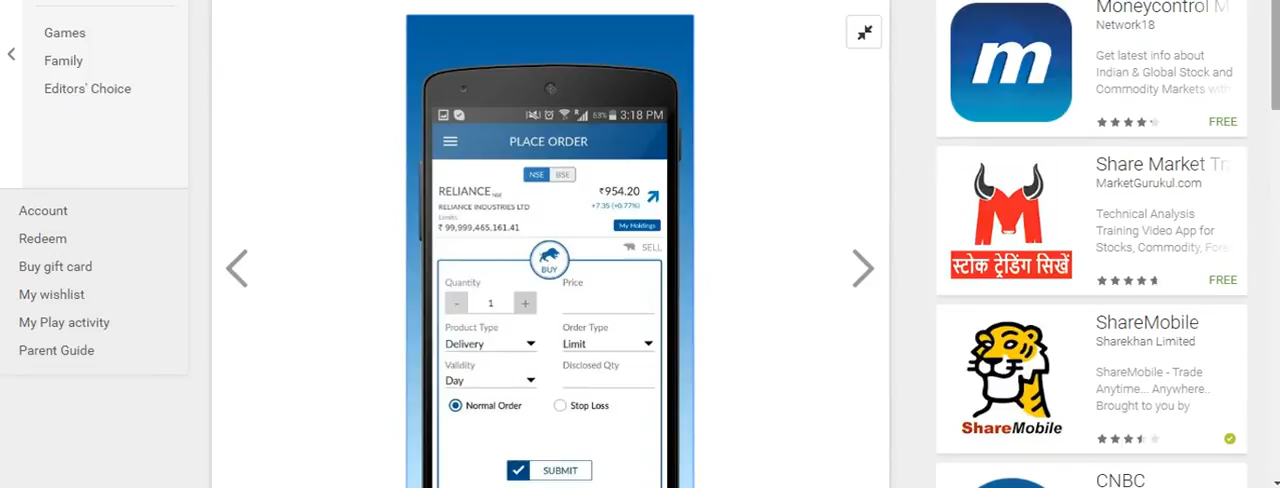 Games
Family
Editors' Choice
Account
Redeem
Buy gift card
My wishlist
My Play activity
Parent Guide
63% 3:18 PM
PLACE ORDER
NSE BSE
RELIANCE NSE
₹954.20
RELIANCE INDUSTRIES LTD
+7.35 (+0.77%)
Limits
₹ 99,999,465,161.41
My Holdings
SELL
BUY
Quantity Price
- 1 +
Product Type Order Type
Delivery Limit
Validity Disclosed Qty
Day
Normal Order Stop Loss
SUBMIT
m
Moneycontrol M
Network18
Get latest info about
Indian & Global Stock and
Commodity Markets with
FREE
स्टोक ट्रेडिंग सिखें
Share Market Tr
MarketGurukul.com
Technical Analysis
Training Video App for
Stocks, Commodity, Fore
FREE
ShareMobile
ShareMobile
Sharekhan Limited
ShareMobile - Trade
Anytime... Anywhere..
Brought to you by
CNBC